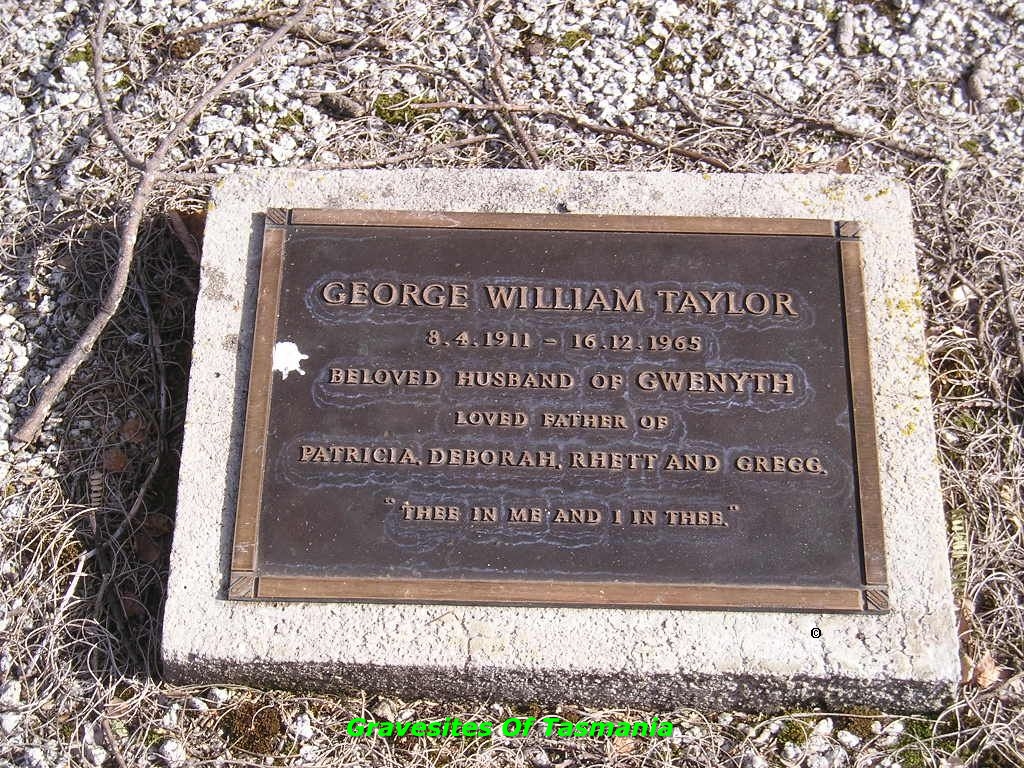 GEORGE WILLIAM TAYLOR
8.4.1911 - 16.12.1965
BELOVED HUSBAND OF GWENYTH
LOVED FATHER OF
PATRICIA, DEBORAH, RHETT AND GREGG.
"THEE IN ME AND I IN THEE."
©
Gravesites Of Tasmania